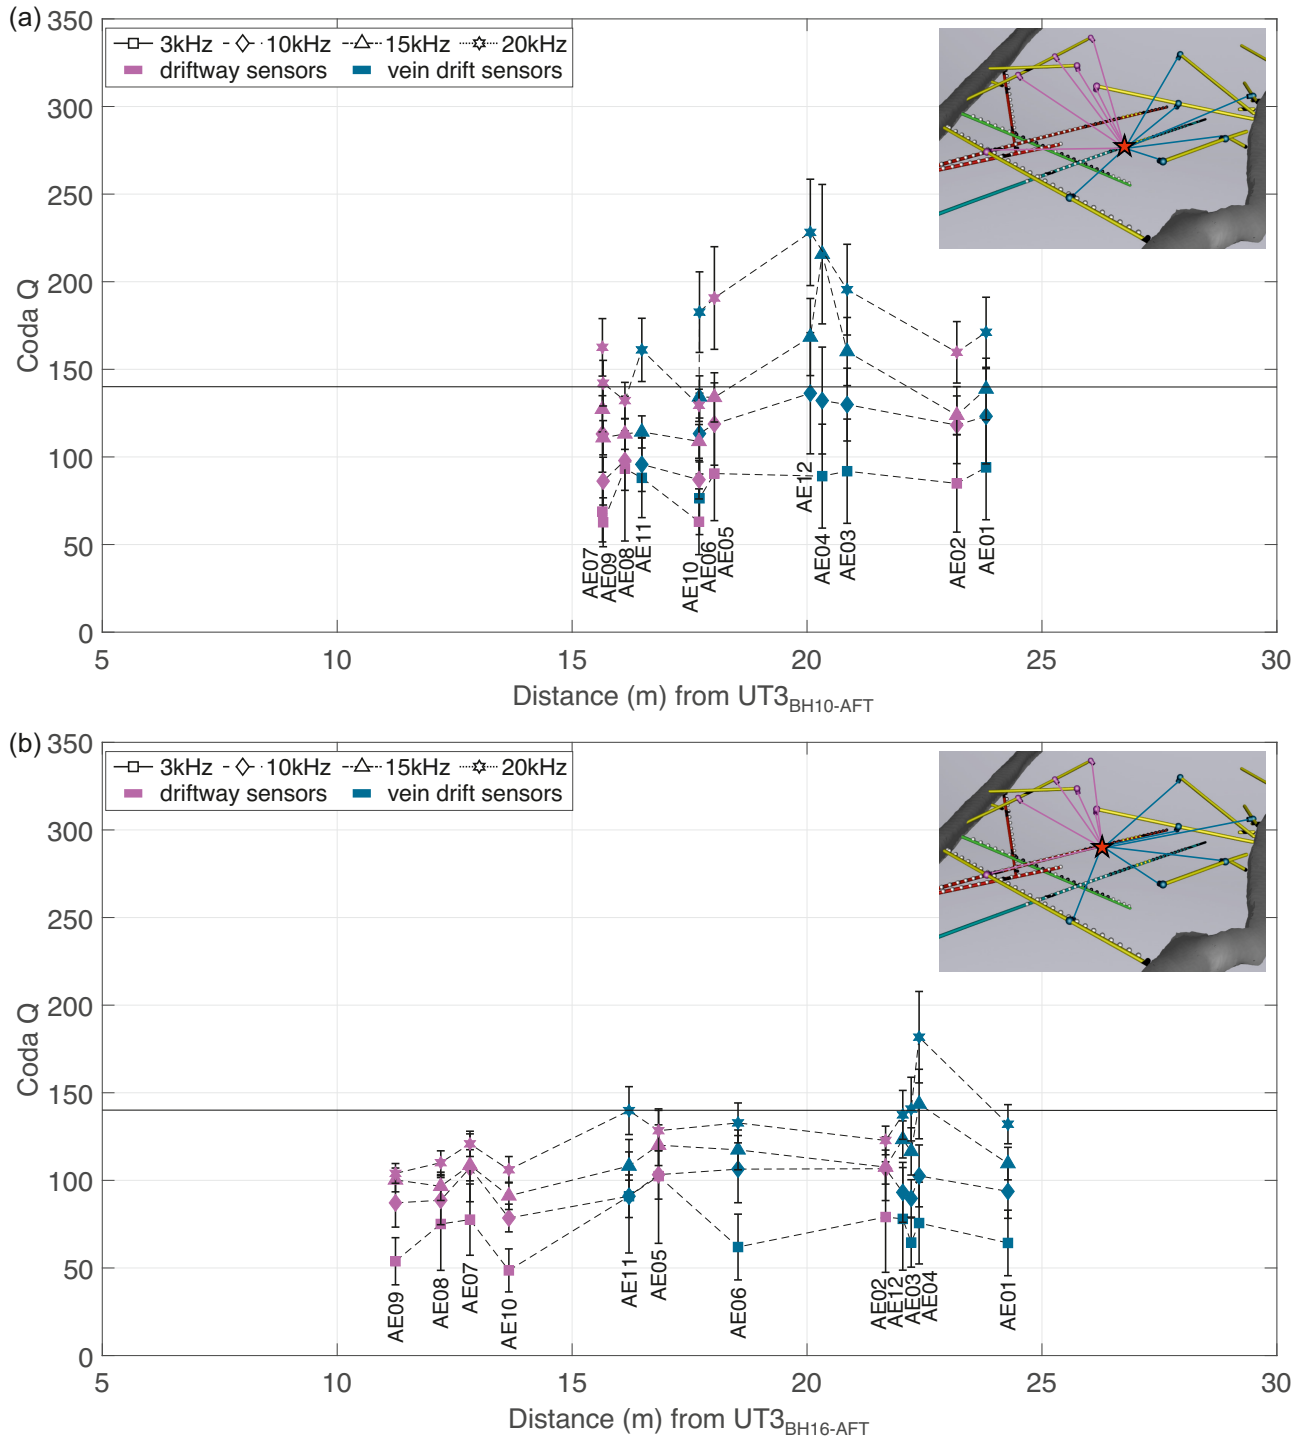 (a)
350
300
250
200
150
100
50
0
Coda Q
3kHz 10kHz 15kHz 20kHz
driftway sensors vein drift sensors
AE07
AE09
AE08
AE11
AE10
AE06
AE05
AE12
AE04
AE03
AE02
AE01
5 10 15 20 25 30
Distance (m) from UT3BH10-AFT
(b)
350
300
250
200
150
100
50
0
Coda Q
3kHz 10kHz 15kHz 20kHz
driftway sensors vein drift sensors
AE09
AE08
AE07
AE10
AE11
AE05
AE06
AE02
AE12
AE03
AE04
AE01
5 10 15 20 25 30
Distance (m) from UT3BH16-AFT